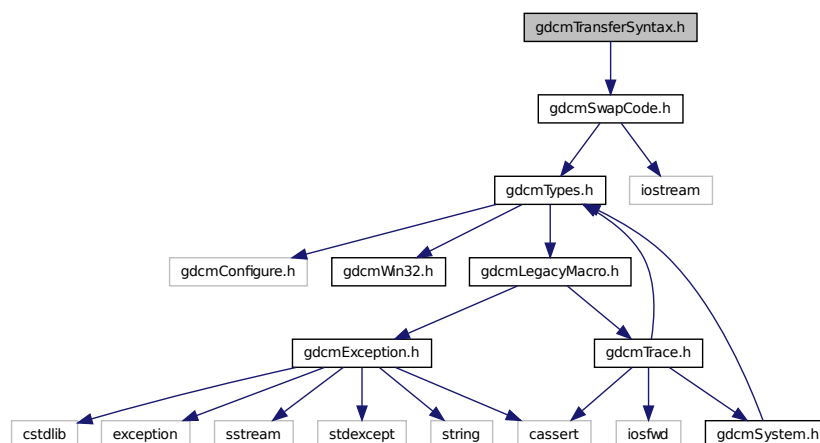 gdcmTransferSyntax.h
gdcmSwapCode.h
gdcmTypes.h
iostream
gdcmConfigure.h
gdcmWin32.h
gdcmLegacyMacro.h
gdcmException.h
gdcmTrace.h
cstdlib
exception
sstream
stdexcept
string
cassert
iosfwd
gdcmSystem.h